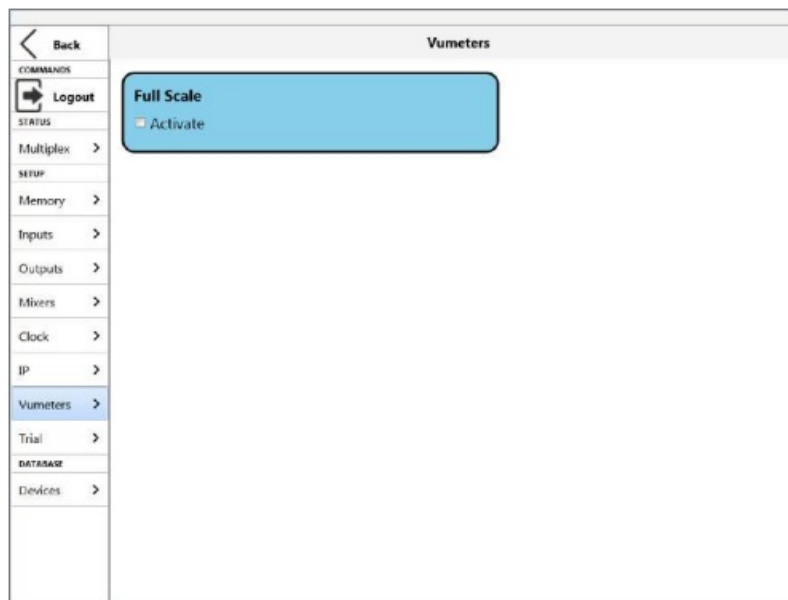 Back
Vumeters
COMMANDS
Logout
STATUS
Multiplex
SETUP
Memory
Inputs
Outputs
Mixers
Clock
IP
Vumeters
Trial
DATABASE
Devices
Full Scale
Activate